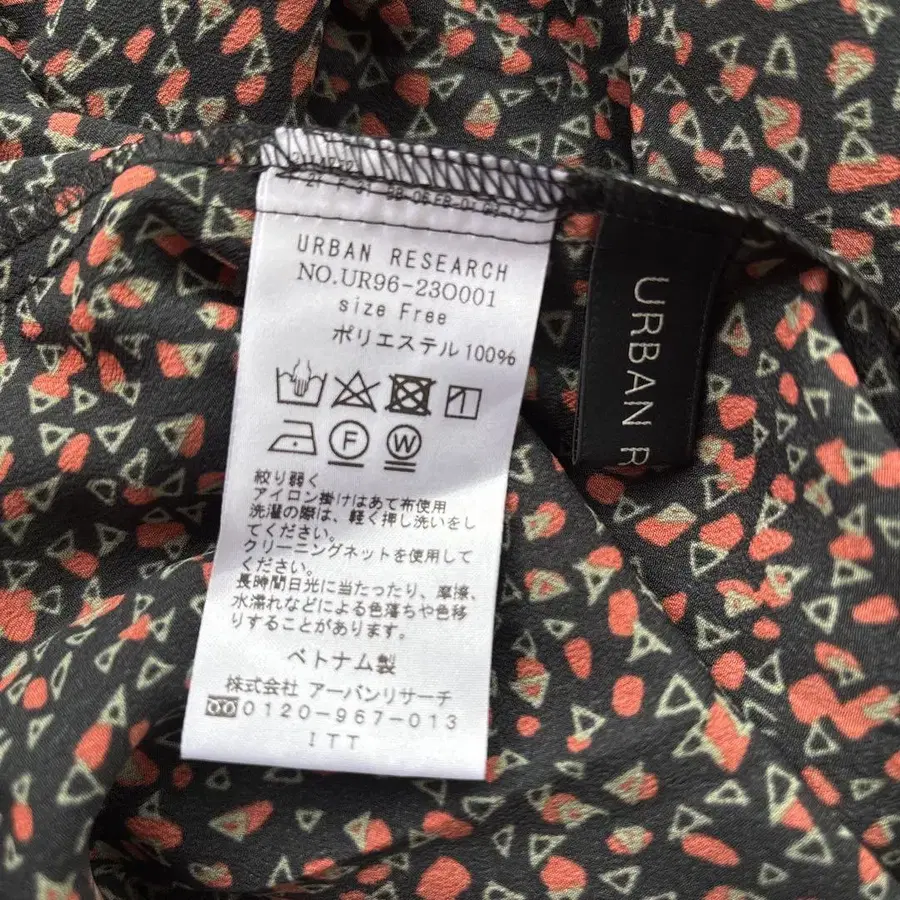 URBAN RESEARCH
NO.UR96-23O001
size Free
ポリエステル100%
F W
絞り弱く
アイロン掛けはあて布使用
洗濯の際は、軽く押し洗いをし
てください。
クリーニングネットを使用して
ください。
長時間日光に当たったり、摩擦、
水濡れなどによる色落ちや色移
りすることがあります。
ベトナム製
株式会社 アーバンリサーチ
0120-967-013
ITT
URBAN R